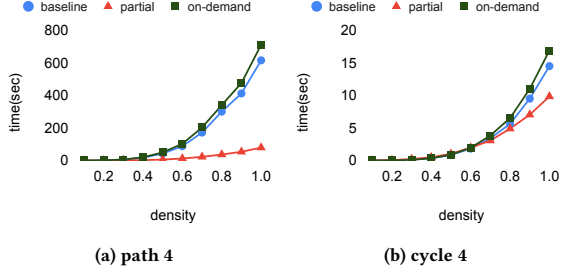 baseline partial on-demand
800
600
400
200
0
time(sec)
0.2 0.4 0.6 0.8 1.0
density
(a) path 4
baseline partial on-demand
20
15
10
5
0
time(sec)
0.2 0.4 0.6 0.8 1.0
density
(b) cycle 4